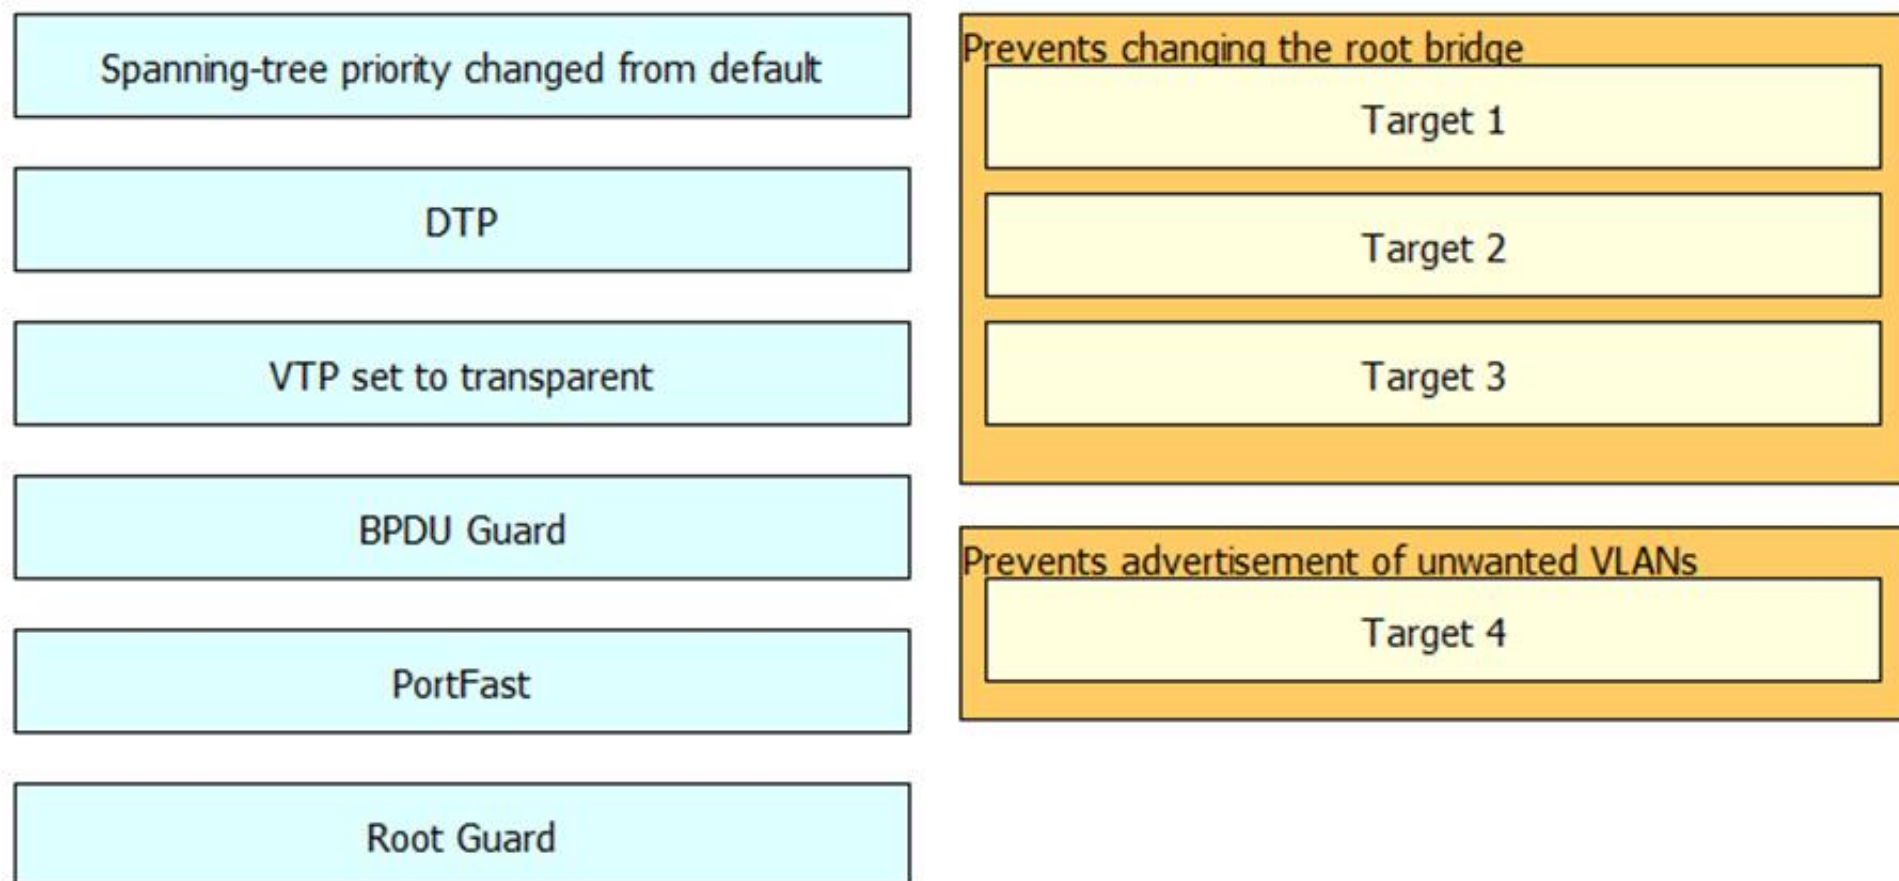 Spanning-tree priority changed from default
DTP
VTP set to transparent
BPDU Guard
PortFast
Root Guard
Prevents changing the root bridge
Target 1
Target 2
Target 3
Prevents advertisement of unwanted VLANs
Target 4